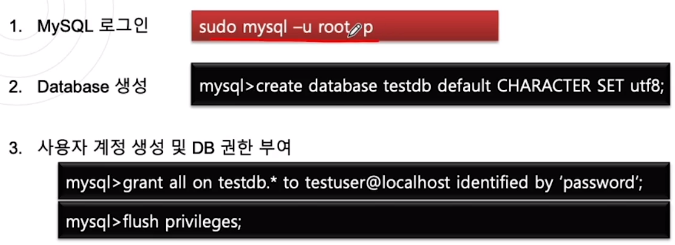 1. MySQL 로그인
sudo mysql –u root p
2. Database 생성
mysql>create database testdb default CHARACTER SET utf8;
3. 사용자 계정 생성 및 DB 권한 부여
mysql>grant all on testdb.* to testuser@localhost identified by ‘password’;
mysql>flush privileges;